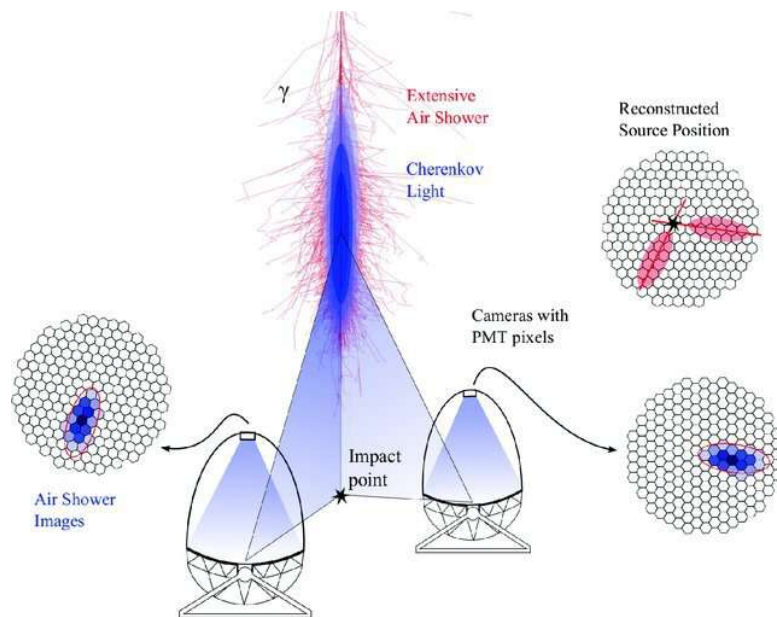 γ
Extensive
Air Shower
Cherenkov
Light
Reconstructed
Source Position
Cameras with
PMT pixels
Impact
point
Air Shower
Images